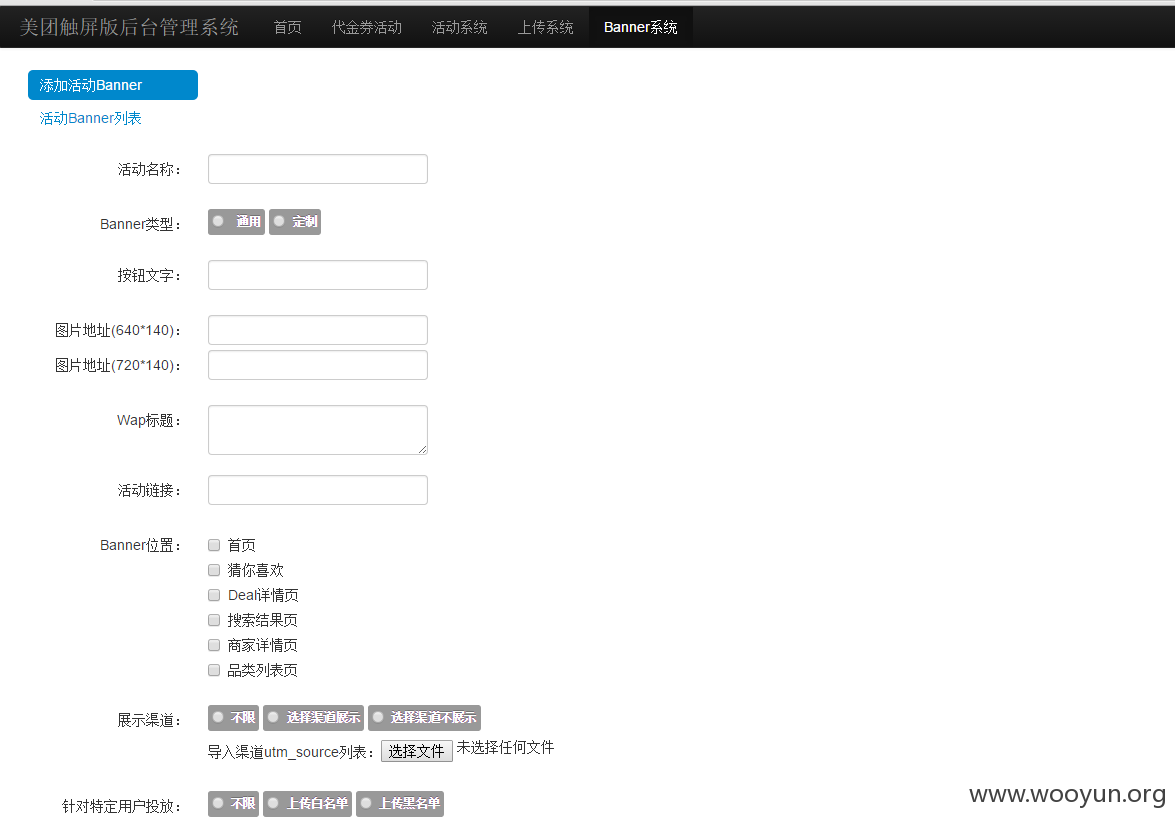 美团触屏版后台管理系统 首页 代金券活动 活动系统 上传系统 Banner系统
添加活动Banner
活动Banner列表
活动名称：
Banner类型： 通用 定制
按钮文字：
图片地址(640*140)：
图片地址(720*140)：
Wap标题：
活动链接：
Banner位置： 首页
猜你喜欢
Deal详情页
搜索结果页
商家详情页
品类列表页
展示渠道： 不限 选择渠道展示 选择渠道不展示
导入渠道utm_source列表： 选择文件 未选择任何文件
针对特定用户投放： 不限 上传白名单 上传黑名单
www.wooyun.org